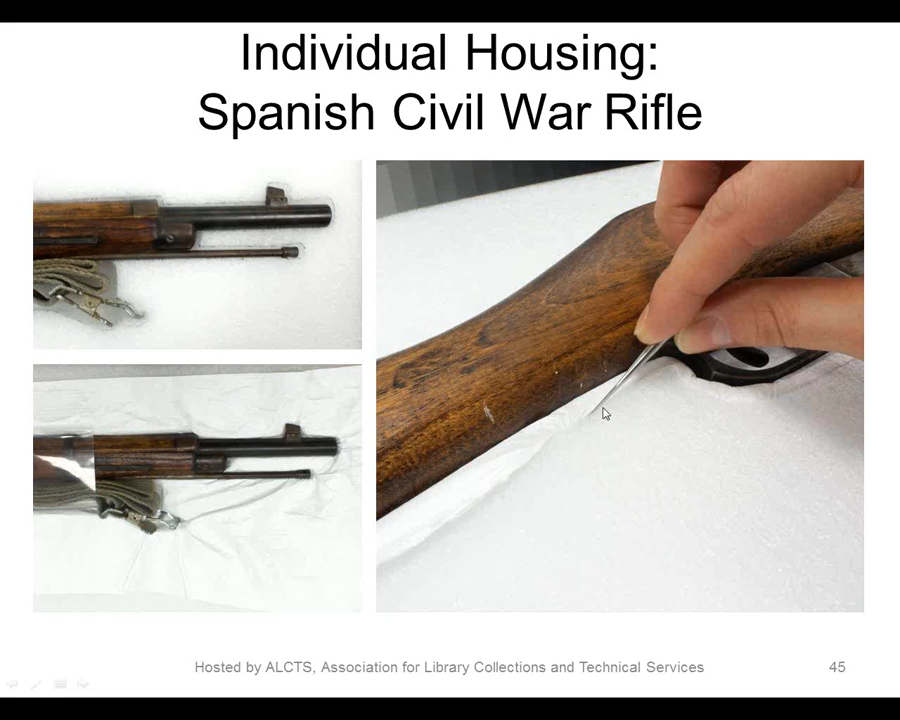 Individual Housing:
Spanish Civil War Rifle
Hosted by ALCTS, Association for Library Collections and Technical Services
45